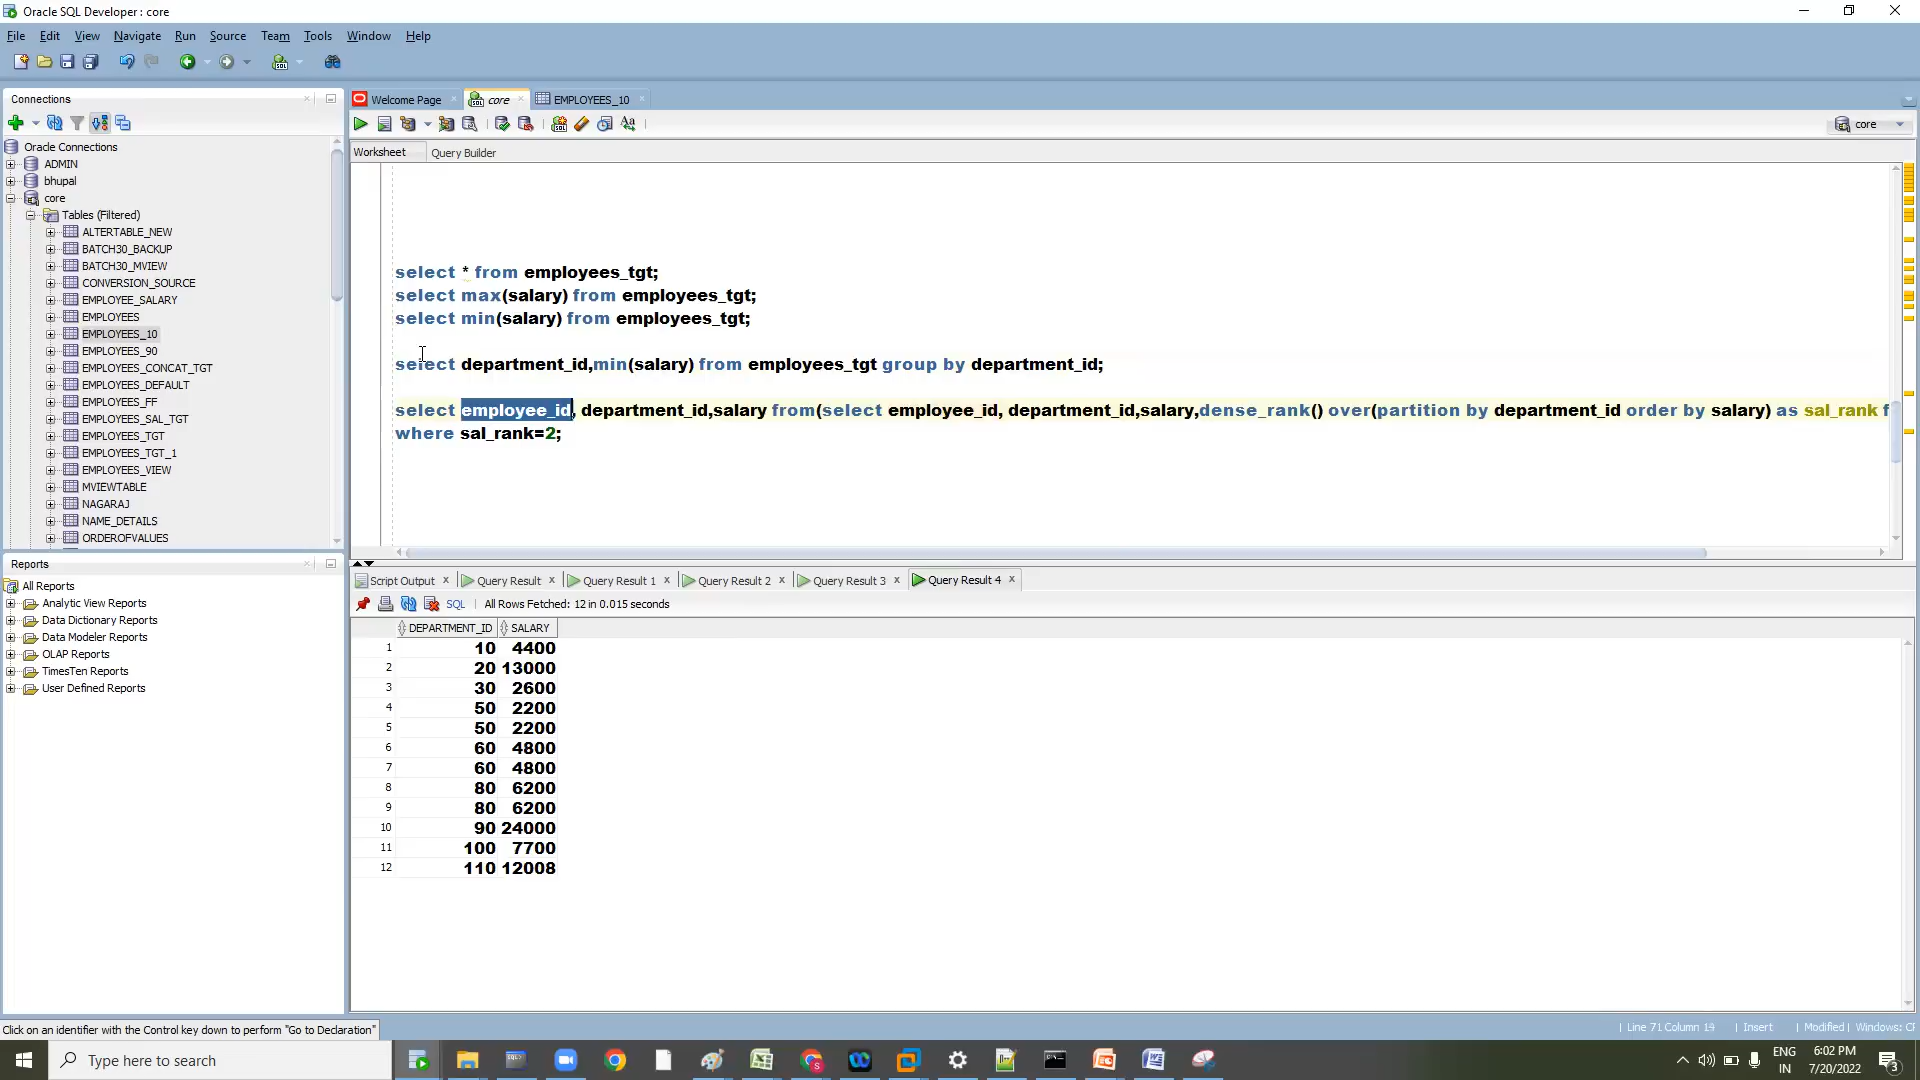 Oracle SQL Developer : core
File Edit View Navigate Run Source Team Tools Window Help
Connections
Oracle Connections
ADMIN
bhupal
core
Tables (Filtered)
ALTERTABLE_NEW
BATCH30_BACKUP
BATCH30_MVIEW
CONVERSION_SOURCE
EMPLOYEE_SALARY
EMPLOYEES
EMPLOYEES_10
EMPLOYEES_90
EMPLOYEES_CONCAT_TGT
EMPLOYEES_DEFAULT
EMPLOYEES_FF
EMPLOYEES_SAL_TGT
EMPLOYEES_TGT
EMPLOYEES_TGT_1
EMPLOYEES_VIEW
MVIEWTABLE
NAGARAJ
NAME_DETAILS
ORDEROFVALUES
Reports
All Reports
Analytic View Reports
Data Dictionary Reports
Data Modeler Reports
OLAP Reports
TimesTen Reports
User Defined Reports
Welcome Page core EMPLOYEES_10
core
Worksheet Query Builder
select * from employees_tgt;
select max(salary) from employees_tgt;
select min(salary) from employees_tgt;
select department_id,min(salary) from employees_tgt group by department_id;
select employee_id, department_id,salary from(select employee_id, department_id,salary,dense_rank() over(partition by department_id order by salary) as sal_rank f
where sal_rank=2;
Script Output Query Result Query Result 1 Query Result 2 Query Result 3 Query Result 4
SQL All Rows Fetched: 12 in 0.015 seconds
DEPARTMENT_ID SALARY
1 10 4400
2 20 13000
3 30 2600
4 50 2200
5 50 2200
6 60 4800
7 60 4800
8 80 6200
9 80 6200
10 90 24000
11 100 7700
12 110 12008
Click on an identifier with the Control key down to perform "Go to Declaration"
Line 71 Column 14 Insert Modified Windows: CR
Type here to search
ENG
IN
6:02 PM
7/20/2022
3